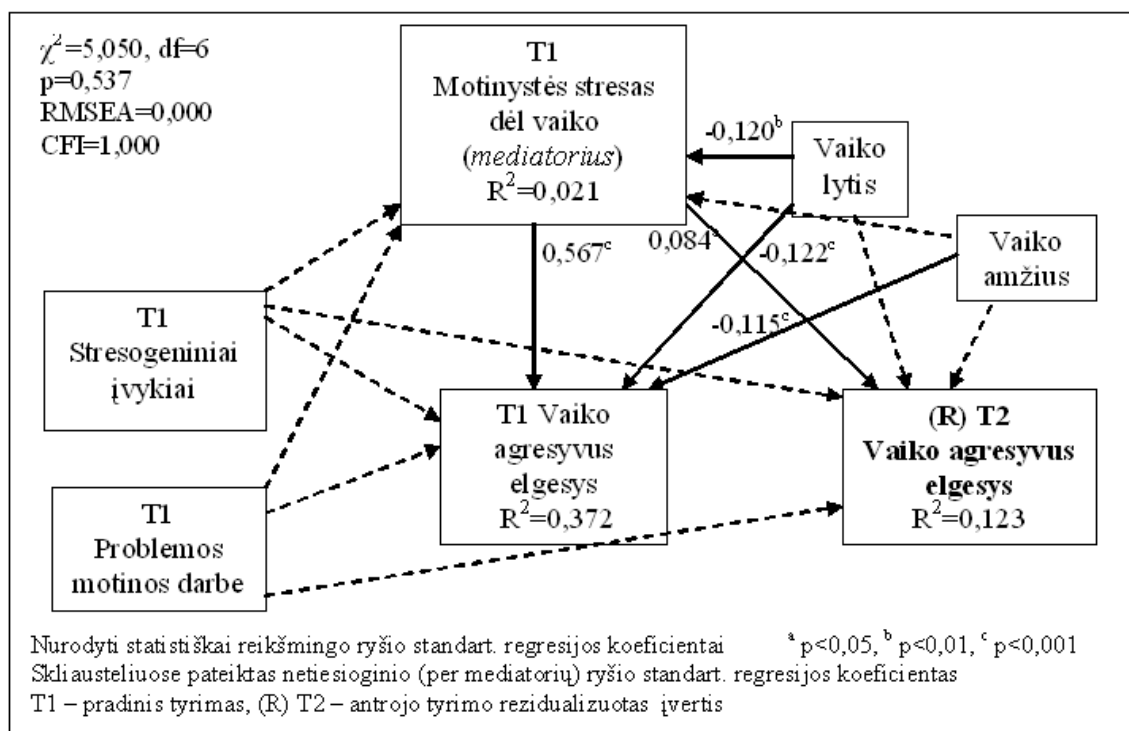 χ²=5,050, df=6
p=0,537
RMSEA=0,000
CFI=1,000
T1
Motinystės stresas
dėl vaiko
(mediatorius)
R²=0,021
-0,120ᵇ
Vaiko
lytis
Vaiko
amžius
0,567ᶜ
0,084ᵃ
-0,122ᶜ
-0,115ᶜ
T1
Stresogeniniai
įvykiai
T1
Problemos
motinos darbe
T1 Vaiko
agresyvus
elgesys
R²=0,372
(R) T2
Vaiko agresyvus
elgesys
R²=0,123
Nurodyti statistiškai reikšmingo ryšio standart. regresijos koeficientai ᵃ p<0,05, ᵇ p<0,01, ᶜ p<0,001
Skliausteliuose pateiktas netiesioginio (per mediatorių) ryšio standart. regresijos koeficientas
T1 – pradinis tyrimas, (R) T2 – antrojo tyrimo rezidualizuotas įvertis